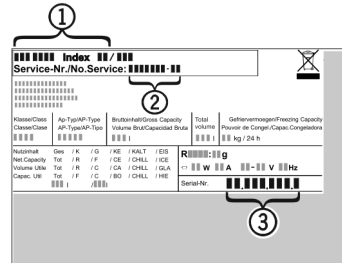 1
Index /
Service-Nr./No.Service: -
2
Klasse/Class Ap-Typ/AP-Type Bruttoinhalt/Gross Capacity Total Gefriervermoegen/Freezing Capacity
Classe/Clase AP-Type/AP-Tipo Volume Brut/Capacidad Bruta volume Pouvoir de Congel./Capac.Congeladora
l l kg / 24 h
Nutzinhalt Ges / K / G / KE / KALT / EIS
Net.Capacity Tot / R / F / CE / CHILL / ICE
Volume Utile Tot / R / C / CA / CHILL / GLA
Capac. Util Tot / F / C / BO / CHILL / HIE
l / l
R : g
W A - V Hz
Serial-Nr. . . .
3